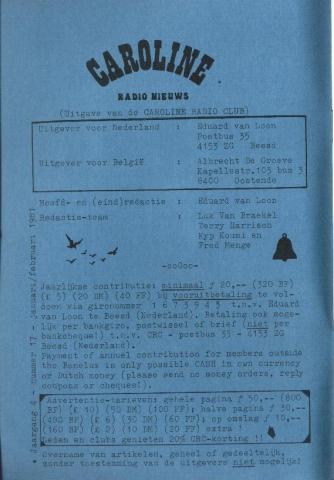 CAROLINE
RADIO NIEUWS
(Uitgave van de CAROLINE RADIO CLUB)
Uitgever voor Nederland : Eduard van Loon
Postbus 35
4153 ZG Beesd
Uitgever voor België : Albrecht De Groeve
Kapellestr.103 bus 3
8400 Oostende
Hoofd- en (eind)redactie : Eduard van Loon
Redactie-team : Luk Van Braekel
Terry Harrison
Kyp Koumi en
Fred Menge
-ooOoo-
Jaarlijkse contributie: minimaal ƒ 20,-- (320 BF)
(£ 5) (20 DM) (40 FF) bij vooruitbetaling te vol-
doen via gironummer 1 6 7 3 9 4 5 t.n.v. Eduard
van Loon te Beesd (Nederland). Betaling ook moge-
lijk per bankgiro, postwissel of brief (niet per
bankcheque!) t.n.v. CRC - postbus 35 - 4153 ZG
Beesd (Nederland).
Payment of annual contribution for members outside
the Benelux is only possible CASH in own currency
or Dutch money (please send no money orders, reply
coupons or cheques!).
Advertentie-tarieven: gehele pagina ƒ 50,-- (800
BF) (£ 10) (50 DM) (100 FF); halve pagina ƒ 30,--
(480 BF) (£ 6) (30 DM) (60 FF); op omslag ƒ 10,--
(160 BF) (£ 2) (10 DM) (20 FF) extra !
Leden en clubs genieten 20% CRC-korting !!
Overname van artikelen, geheel of gedeeltelijk,
zonder toestemming van de uitgevers niet mogelijk!
• Jaargang 4 - nummer 17 - januari/februari 1981